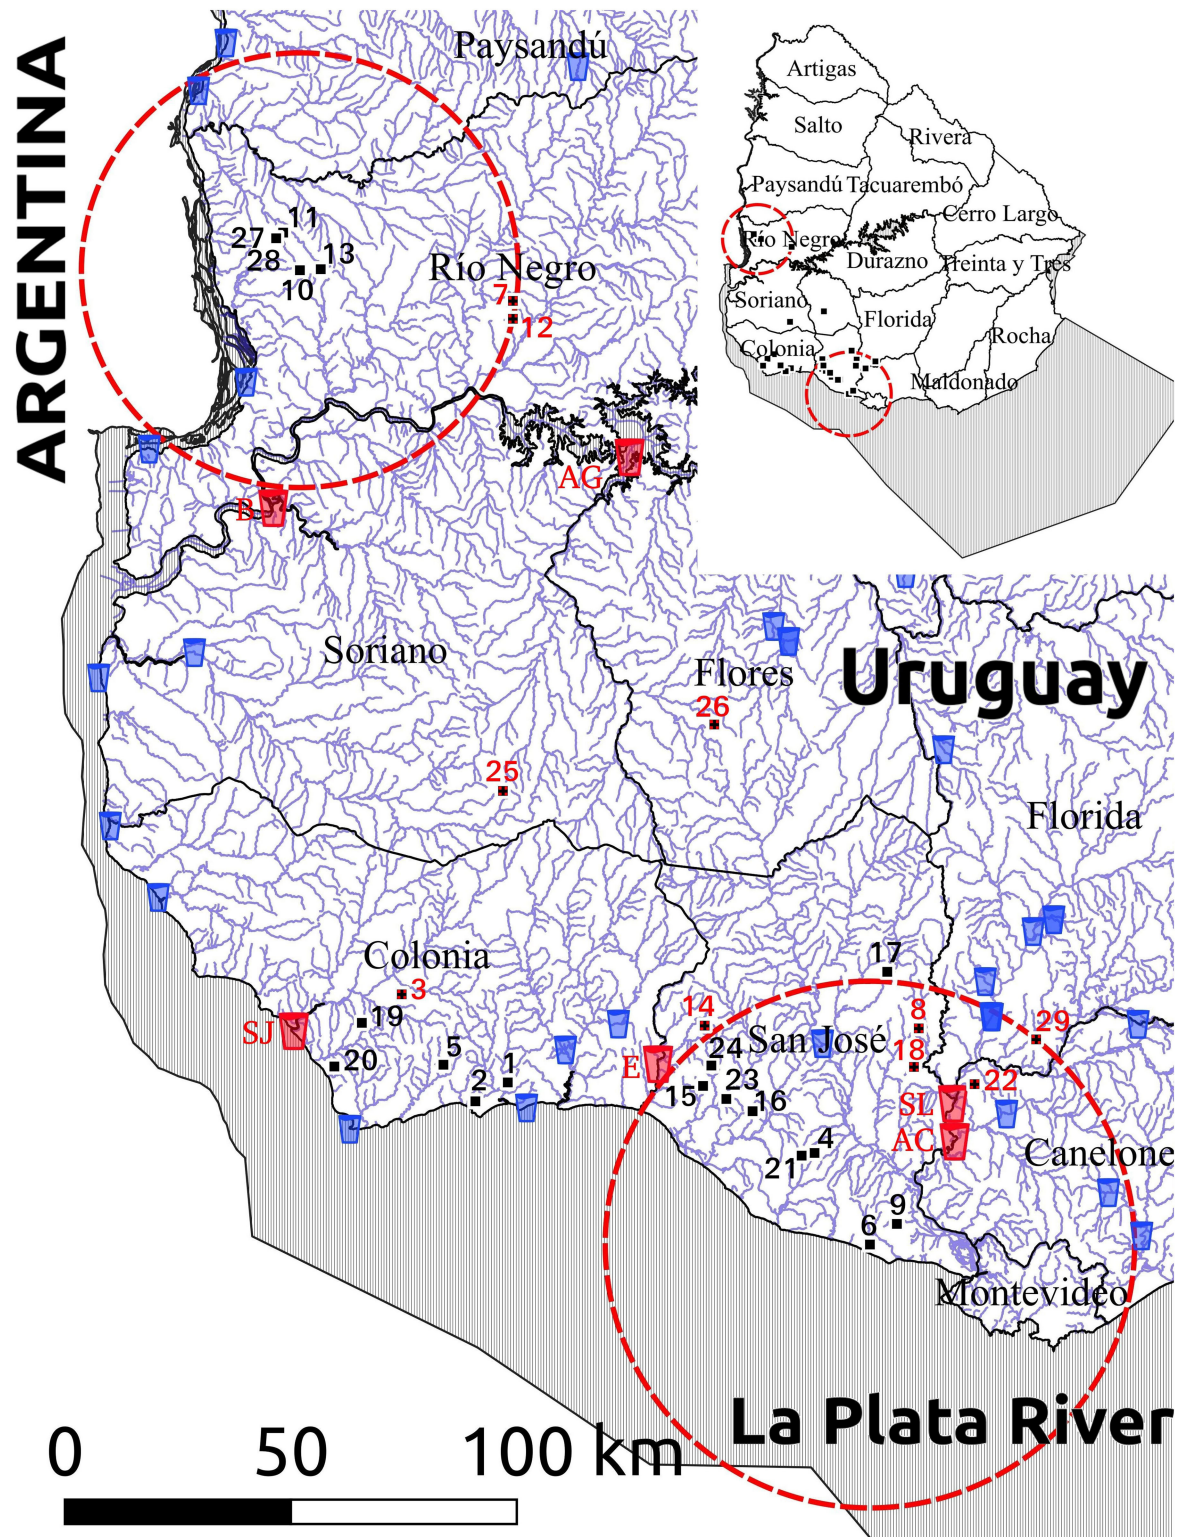 ARGENTINA
Paysandú
Artigas
Salto
Rivera
Paysandú
Tacuarembó
Cerro Largo
Río Negro
Durazno
Treinta y Tres
Soriano
Florida
Rocha
Colonia
Maldonado
11
27
28
13
10
Río Negro
7
12
AG
B
Soriano
Flores
Uruguay
26
25
Florida
Colonia
3
17
SJ
19
14
8
29
San José
20
5
1
E
24
18
2
15
23
16
22
SL
AC
4
21
Canelone
9
6
Montevideo
La Plata River
0 50 100 km